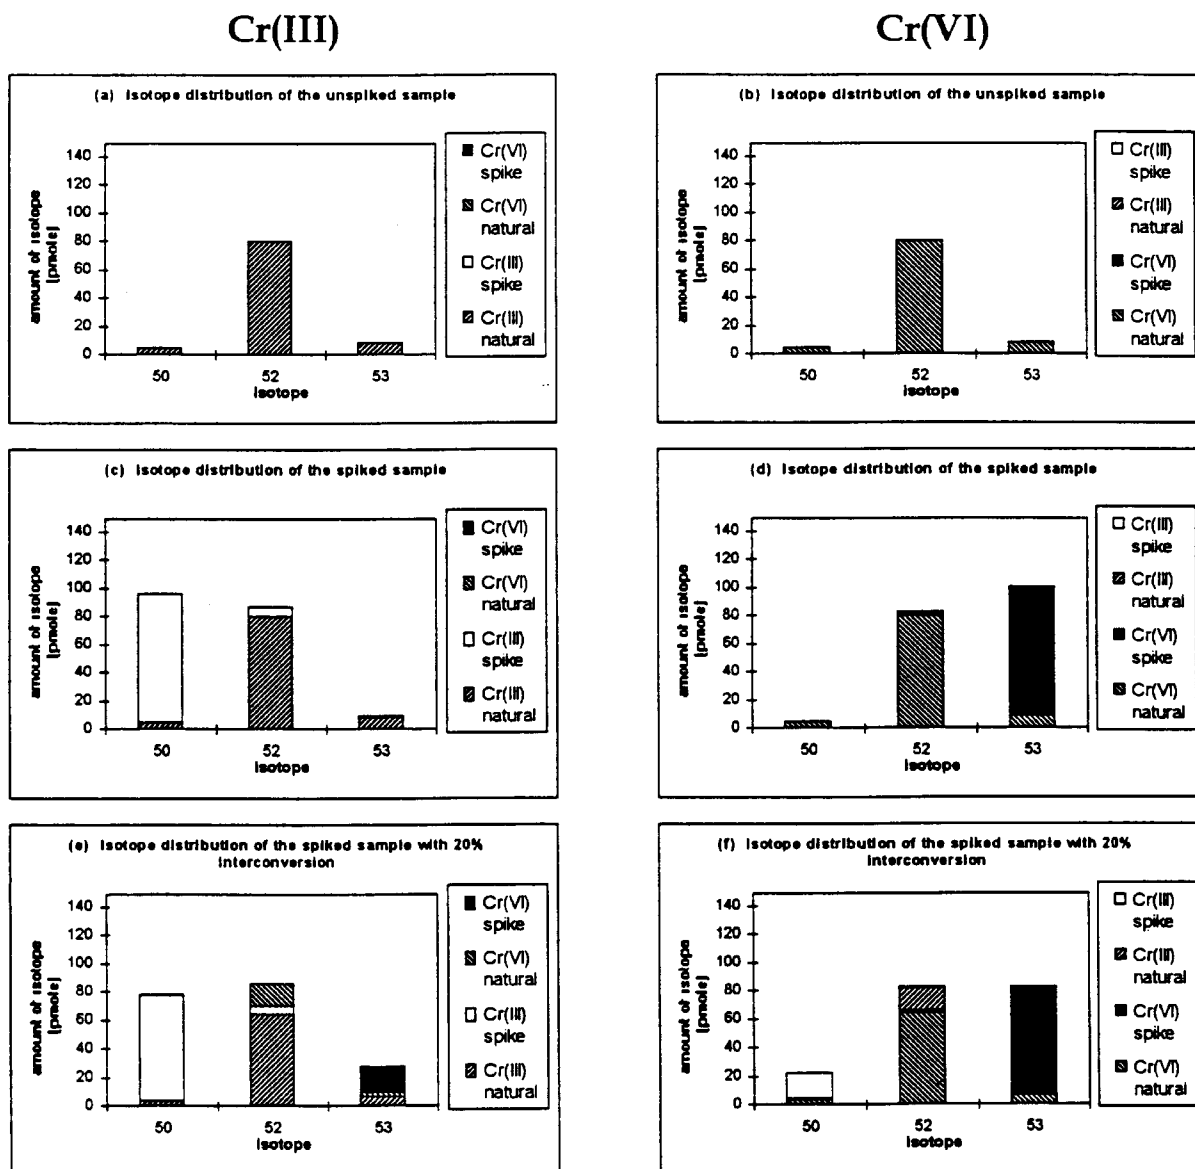 Cr(III)
Cr(VI)
(a) Isotope distribution of the unspiked sample
amount of isotope
[pmole]
140
120
100
80
60
40
20
0
50
52
53
Isotope
Cr(VI)
spike
Cr(VI)
natural
Cr(III)
spike
Cr(III)
natural
(b) Isotope distribution of the unspiked sample
amount of isotope
[pmole]
140
120
100
80
60
40
20
0
50
52
53
Isotope
Cr(III)
spike
Cr(III)
natural
Cr(VI)
spike
Cr(VI)
natural
(c) Isotope distribution of the spiked sample
amount of isotope
[pmole]
140
120
100
80
60
40
20
0
50
52
53
Isotope
Cr(VI)
spike
Cr(VI)
natural
Cr(III)
spike
Cr(III)
natural
(d) Isotope distribution of the spiked sample
amount of isotope
[pmole]
140
120
100
80
60
40
20
0
50
52
53
Isotope
Cr(III)
spike
Cr(III)
natural
Cr(VI)
spike
Cr(VI)
natural
(e) Isotope distribution of the spiked sample with 20%
interconversion
amount of isotope
[pmole]
140
120
100
80
60
40
20
0
50
52
53
Isotope
Cr(VI)
spike
Cr(VI)
natural
Cr(III)
spike
Cr(III)
natural
(f) Isotope distribution of the spiked sample with 20%
interconversion
amount of isotope
[pmole]
140
120
100
80
60
40
20
0
50
52
53
Isotope
Cr(III)
spike
Cr(III)
natural
Cr(VI)
spike
Cr(VI)
natural